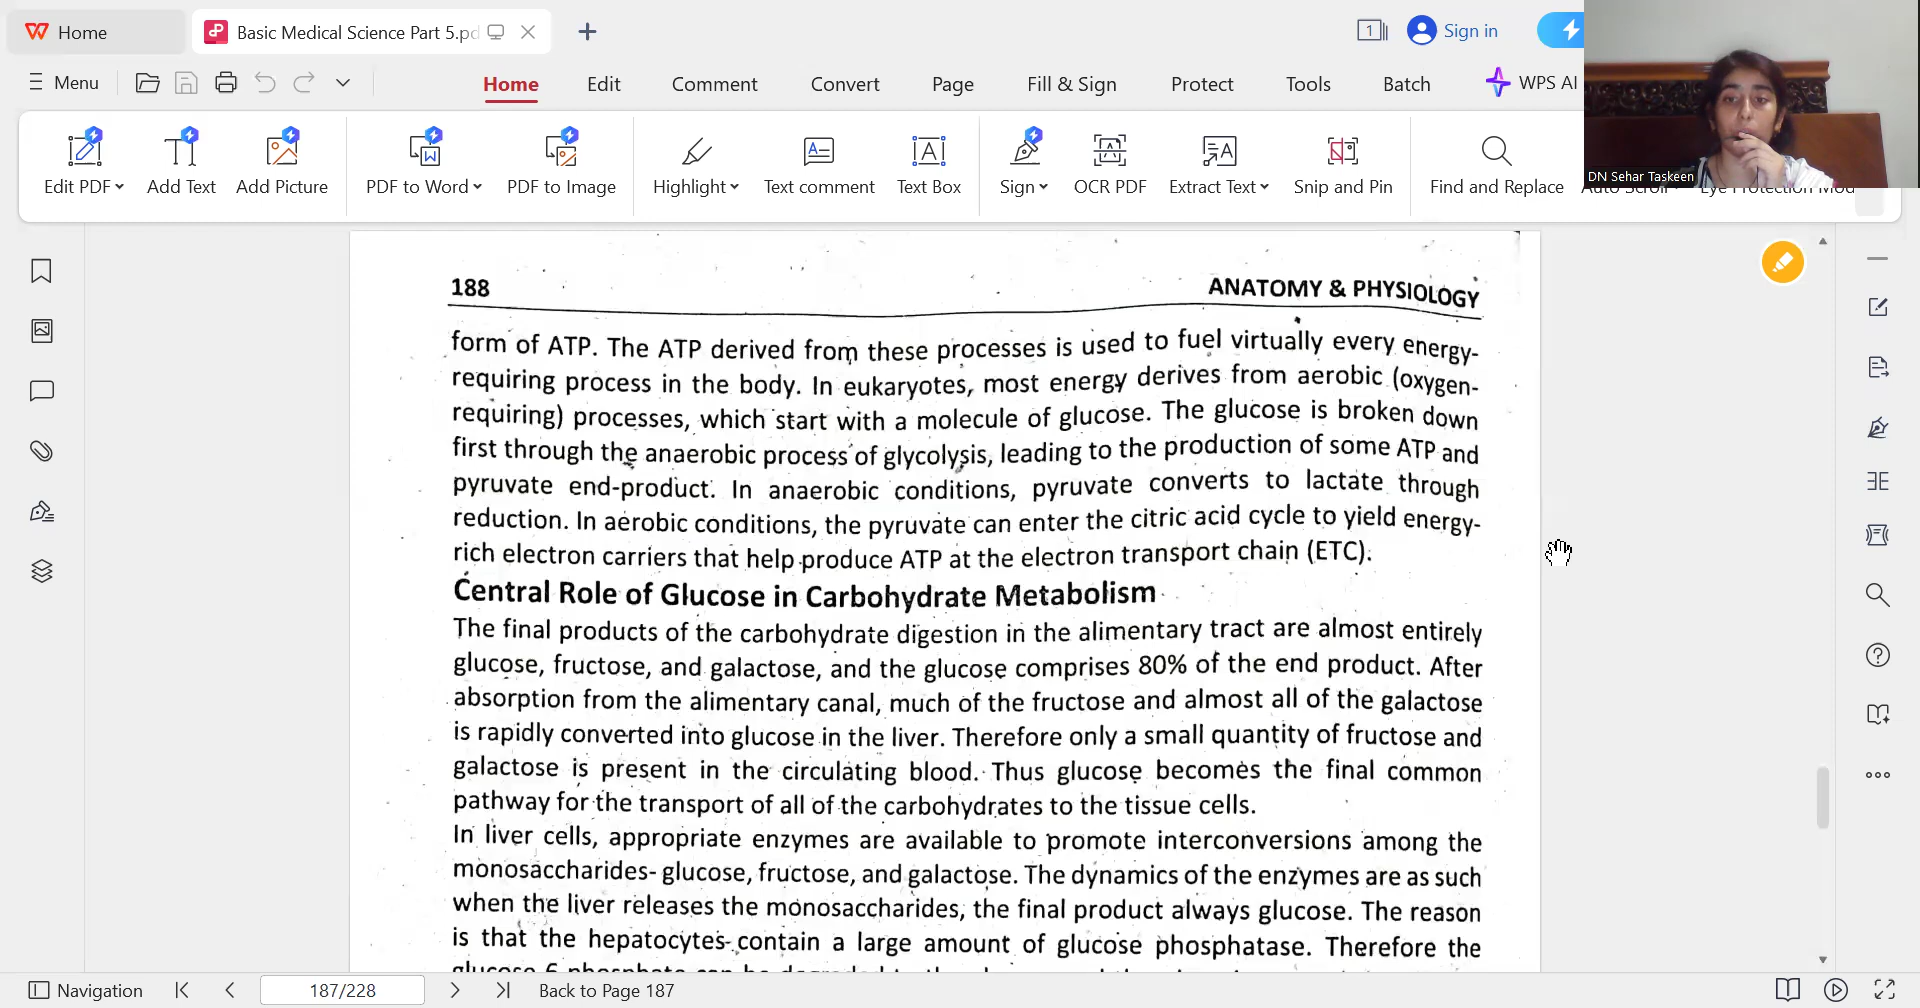 Home
Basic Medical Science Part 5.pd
1
Sign in
Menu
Home
Edit
Comment
Convert
Page
Fill & Sign
Protect
Tools
Batch
WPS AI
Edit PDF
Add Text
Add Picture
PDF to Word
PDF to Image
Highlight
Text comment
Text Box
Sign
OCR PDF
Extract Text
Snip and Pin
Find and Replace
DN Sehar Taskeen
188
ANATOMY & PHYSIOLOGY
form of ATP. The ATP derived from these processes is used to fuel virtually every energy-
requiring process in the body. In eukaryotes, most energy derives from aerobic (oxygen-
requiring) processes, which start with a molecule of glucose. The glucose is broken down
first through the anaerobic process of glycolysis, leading to the production of some ATP and
pyruvate end-product. In anaerobic conditions, pyruvate converts to lactate through
reduction. In aerobic conditions, the pyruvate can enter the citric acid cycle to yield energy-
rich electron carriers that help produce ATP at the electron transport chain (ETC).
Central Role of Glucose in Carbohydrate Metabolism
The final products of the carbohydrate digestion in the alimentary tract are almost entirely
glucose, fructose, and galactose, and the glucose comprises 80% of the end product. After
absorption from the alimentary canal, much of the fructose and almost all of the galactose
is rapidly converted into glucose in the liver. Therefore only a small quantity of fructose and
galactose is present in the circulating blood. Thus glucose becomes the final common
pathway for the transport of all of the carbohydrates to the tissue cells.
In liver cells, appropriate enzymes are available to promote interconversions among the
monosaccharides- glucose, fructose, and galactose. The dynamics of the enzymes are as such
when the liver releases the monosaccharides, the final product always glucose. The reason
is that the hepatocytes contain a large amount of glucose phosphatase. Therefore the
Navigation
187/228
Back to Page 187